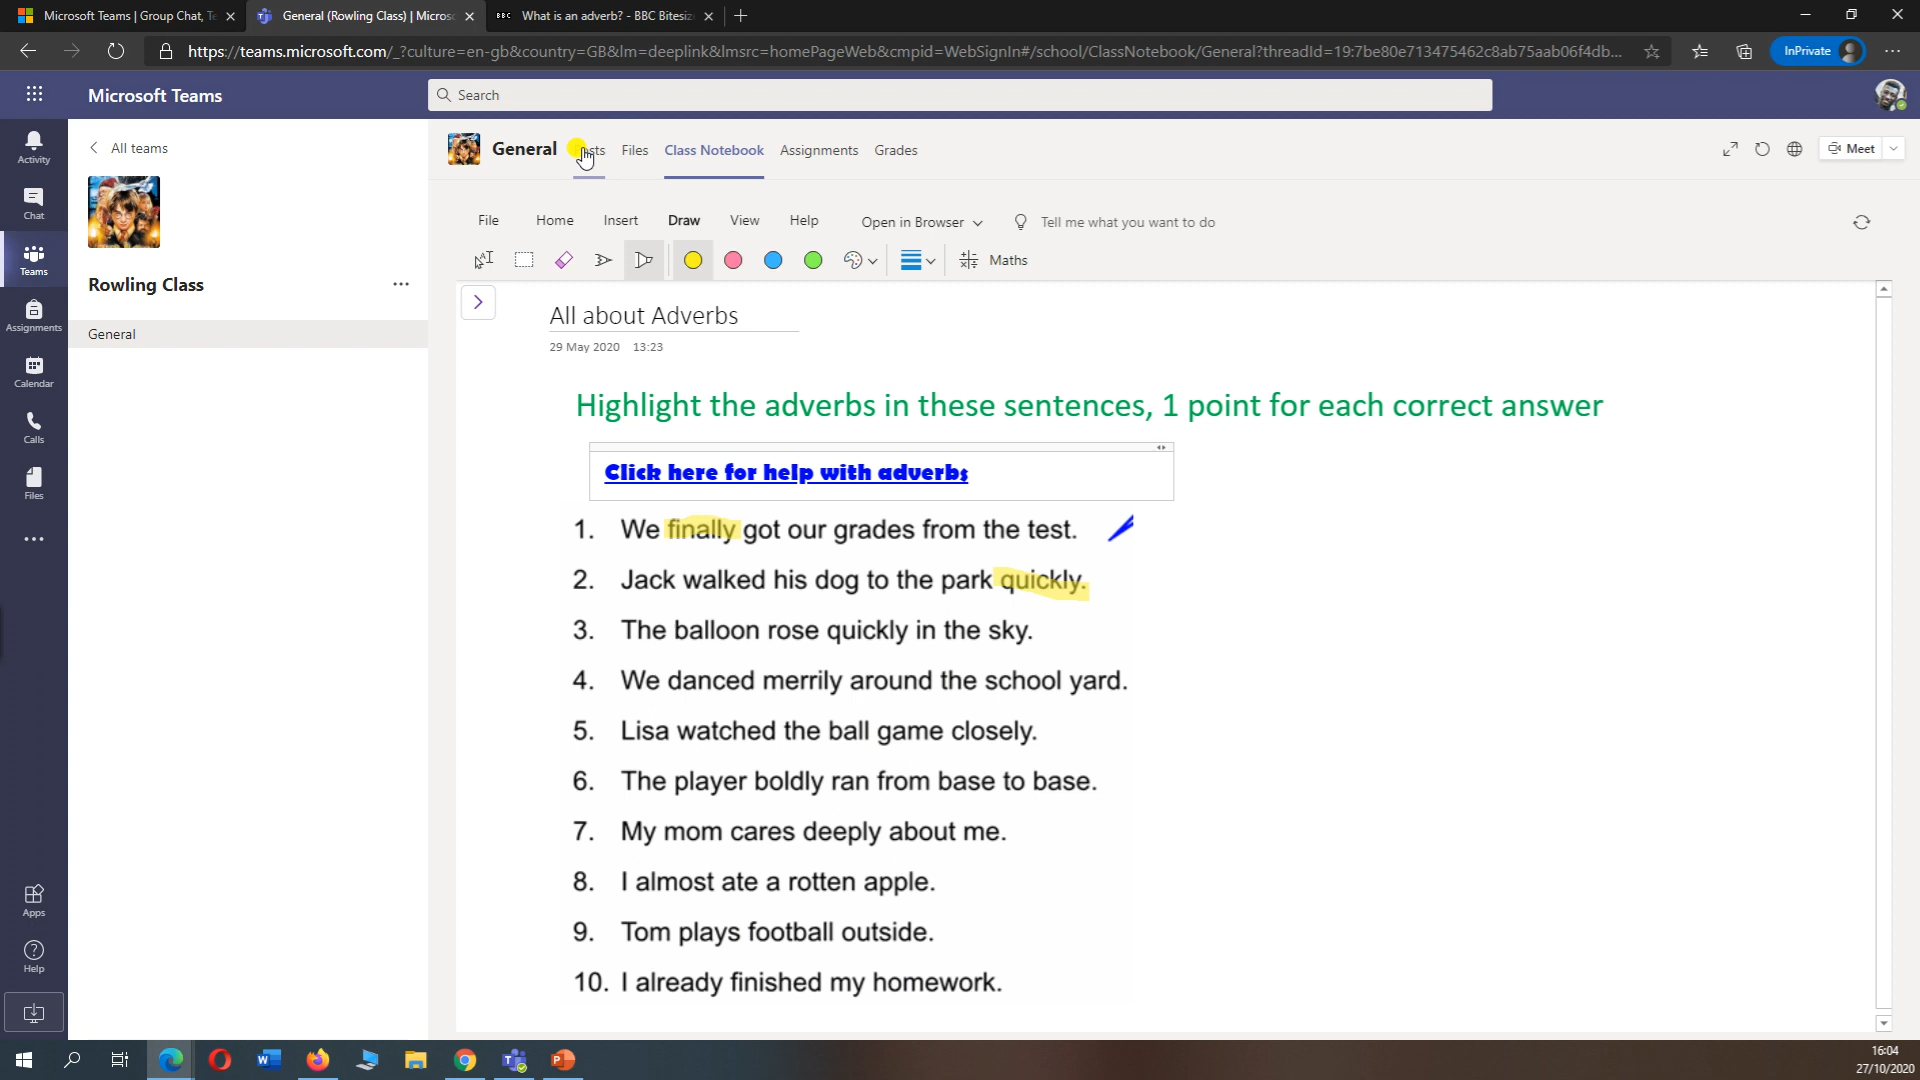 Microsoft Teams | Group Chat, Te
General (Rowling Class) | Micros
BBC What is an adverb? - BBC Bitesiz
https://teams.microsoft.com/_?culture=en-gb&country=GB&lm=deeplink&lmsrc=homePageWeb&cmpid=WebSignIn#/school/ClassNotebook/General?threadId=19:7be80e713475462c8ab75aab06f4db...
InPrivate
Microsoft Teams
Search
Activity
Chat
Teams
Assignments
Calendar
Calls
Files
Apps
Help
All teams
Rowling Class
General
General Files Class Notebook Assignments Grades
Meet
File Home Insert Draw View Help Open in Browser Tell me what you want to do
Maths
All about Adverbs
29 May 2020 13:23
Highlight the adverbs in these sentences, 1 point for each correct answer
Click here for help with adverbs
1. We finally got our grades from the test.
2. Jack walked his dog to the park quickly.
3. The balloon rose quickly in the sky.
4. We danced merrily around the school yard.
5. Lisa watched the ball game closely.
6. The player boldly ran from base to base.
7. My mom cares deeply about me.
8. I almost ate a rotten apple.
9. Tom plays football outside.
10. I already finished my homework.
16:04
27/10/2020